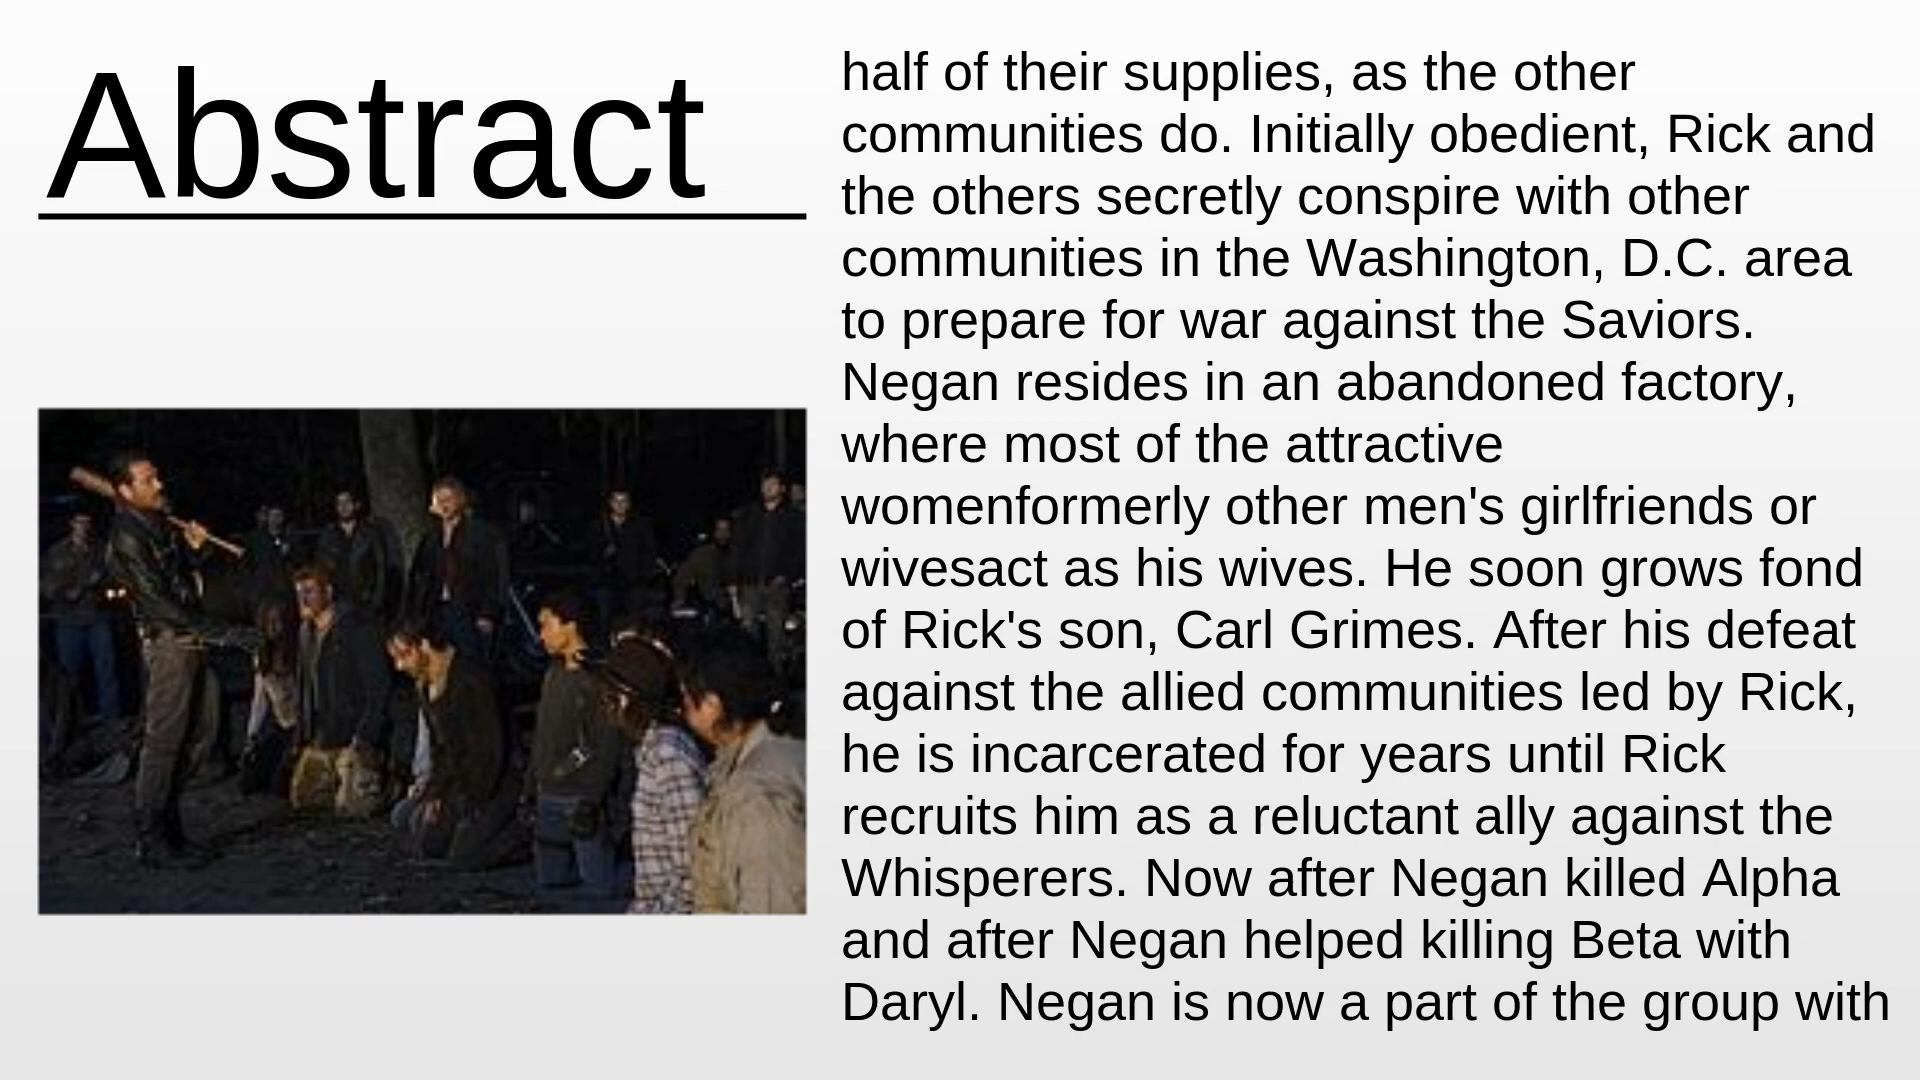 Abstract
half of their supplies, as the other
communities do. Initially obedient, Rick and
the others secretly conspire with other
communities in the Washington, D.C. area
to prepare for war against the Saviors.
Negan resides in an abandoned factory,
where most of the attractive
womenformerly other men's girlfriends or
wivesact as his wives. He soon grows fond
of Rick's son, Carl Grimes. After his defeat
against the allied communities led by Rick,
he is incarcerated for years until Rick
recruits him as a reluctant ally against the
Whisperers. Now after Negan killed Alpha
and after Negan helped killing Beta with
Daryl. Negan is now a part of the group with